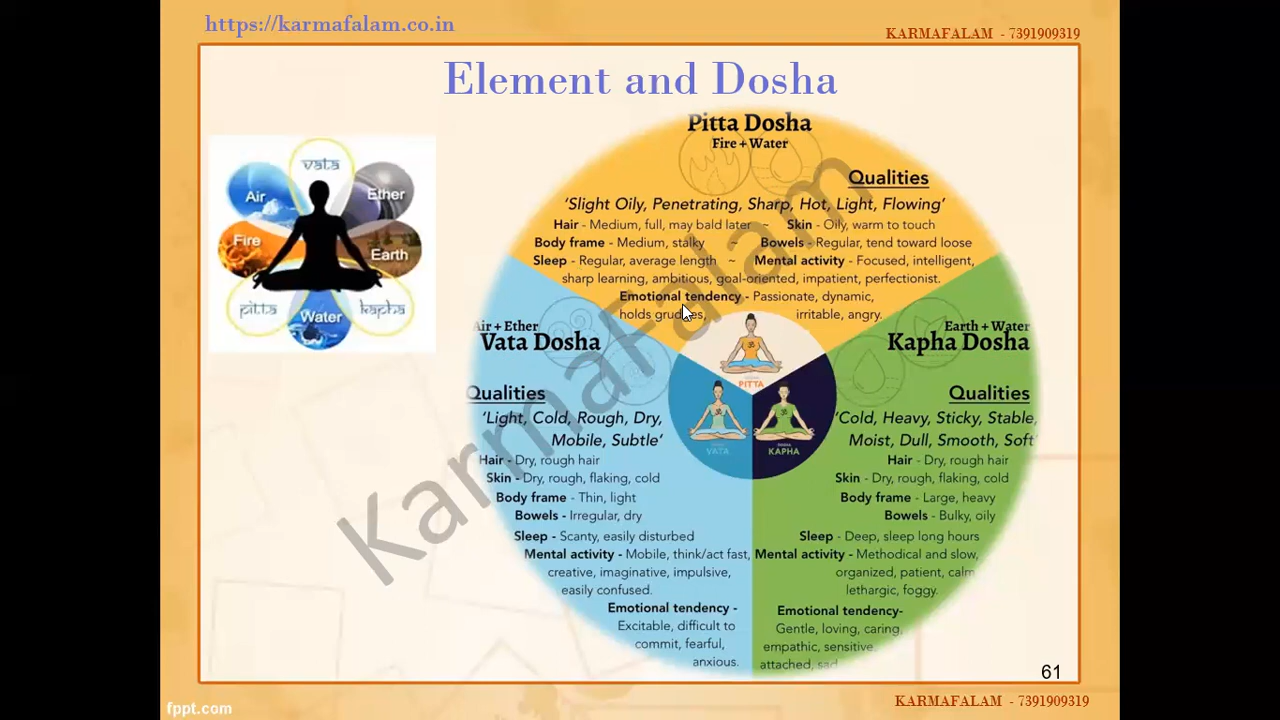 https://karmafalam.co.in
KARMAFALAM - 7391909319
Element and Dosha
vata
Air
Ether
Fire
Earth
pitta
Water
kapha
Pitta Dosha
Fire + Water
Qualities
‘Slight Oily, Penetrating, Sharp, Hot, Light, Flowing’
Hair - Medium, full, may bald later ~ Skin - Oily, warm to touch
Body frame - Medium, stalky ~ Bowels - Regular, tend toward loose
Sleep - Regular, average length ~ Mental activity - Focused, intelligent,
sharp learning, ambitious, goal-oriented, impatient, perfectionist.
Emotional tendency - Passionate, dynamic,
holds grudges, irritable, angry.
Air + Ether
Vata Dosha
Qualities
‘Light, Cold, Rough, Dry,
Mobile, Subtle’
Hair - Dry, rough hair
Skin - Dry, rough, flaking, cold
Body frame - Thin, light
Bowels - Irregular, dry
Sleep - Scanty, easily disturbed
Mental activity - Mobile, think/act fast,
creative, imaginative, impulsive,
easily confused.
Emotional tendency -
Excitable, difficult to
commit, fearful,
anxious.
Earth + Water
Kapha Dosha
Qualities
‘Cold, Heavy, Sticky, Stable,
Moist, Dull, Smooth, Soft’
Hair - Dry, rough hair
Skin - Dry, rough, flaking, cold
Body frame - Large, heavy
Bowels - Bulky, oily
Sleep - Deep, sleep long hours
Mental activity - Methodical and slow,
organized, patient, calm
lethargic, foggy.
Emotional tendency-
Gentle, loving, caring,
empathic, sensitive,
attached, sad
PITTA
VATA
KAPHA
KarmaFalam
61
KARMAFALAM - 7391909319
fppt.com